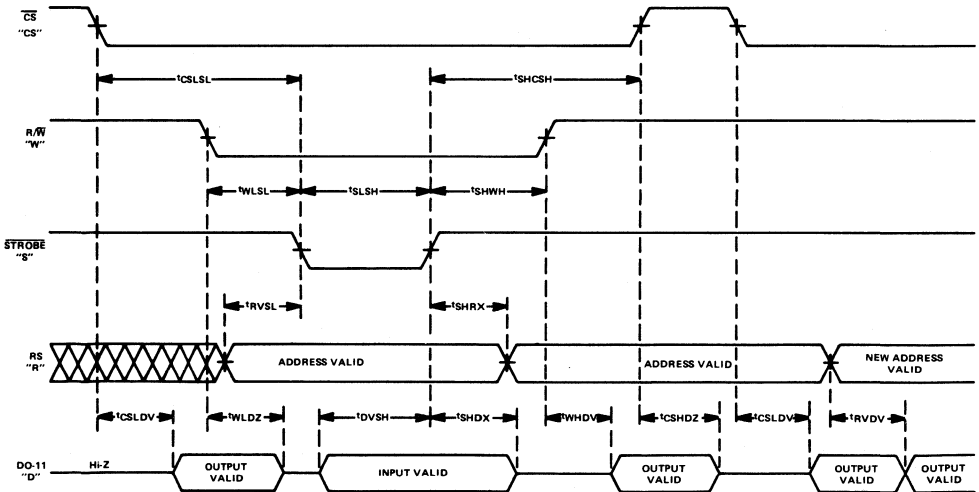 CS
"CS"
tCSLSL
tSHCSH
R/W
"W"
tWLSL
tSLSH
tSHWH
STROBE
"S"
tRVSL
tSHRX
RS
"R"
ADDRESS VALID
ADDRESS VALID
NEW ADDRESS
VALID
tCSLDV
tWLDZ
tDVSH
tSHDX
tWHDV
tCSHDZ
tCSLDV
tRVDV
DO-11
"D"
Hi-Z
OUTPUT
VALID
INPUT VALID
OUTPUT
VALID
OUTPUT
VALID
OUTPUT
VALID